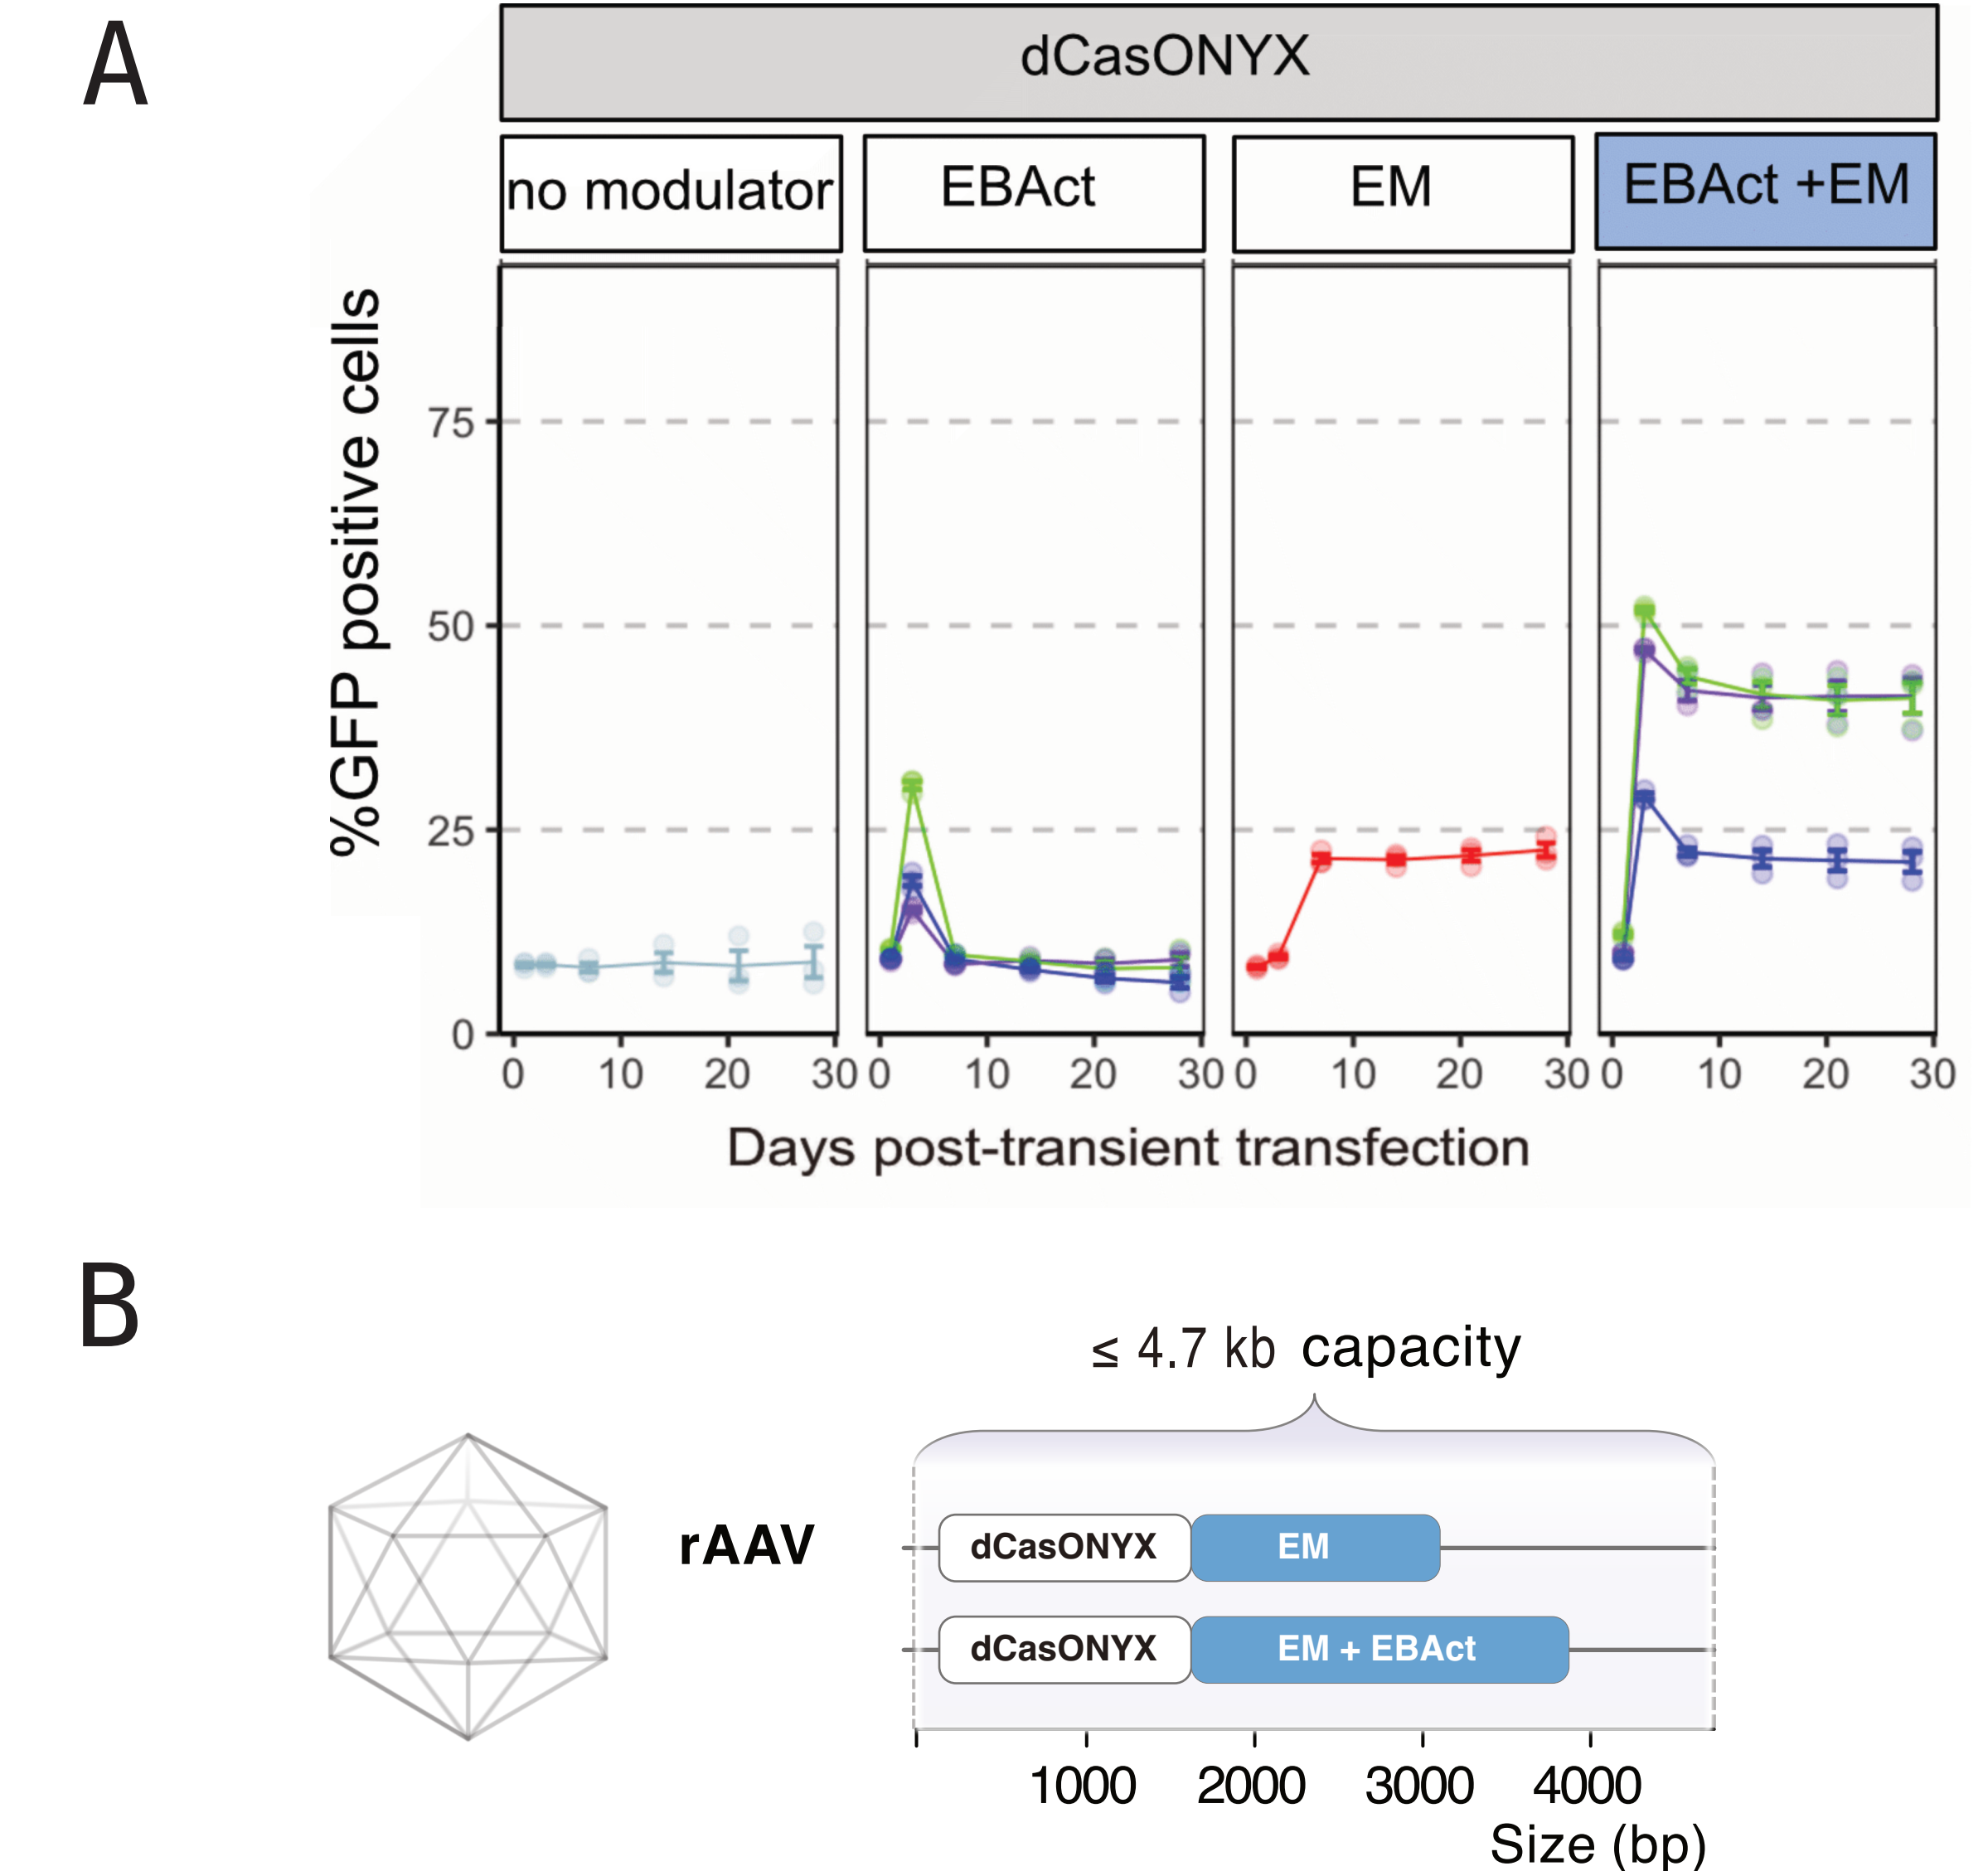 A
dCasONYX
no modulator EBAct EM EBAct +EM
%GFP positive cells
75
50
25
0
0 10 20 30 0 10 20 30 0 10 20 30 0 10 20 30
Days post-transient transfection
B
≤ 4.7 kb capacity
rAAV
dCasONYX EM
dCasONYX EM + EBAct
1000 2000 3000 4000
Size (bp)